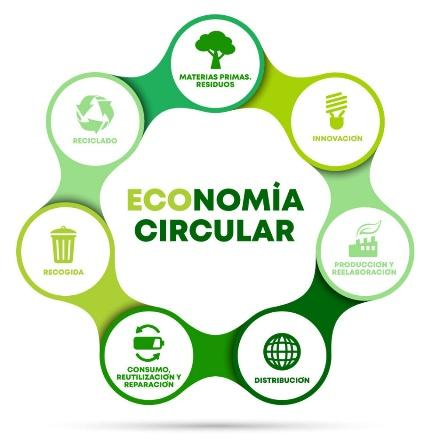 MATERIAS PRIMAS.
RESIDUOS
INNOVACIÓN
PRODUCCIÓN Y
REELABORACIÓN
DISTRIBUCIÓN
CONSUMO,
REUTILIZACIÓN Y
REPARACIÓN
RECOGIDA
RECICLADO
ECONOMÍA
CIRCULAR